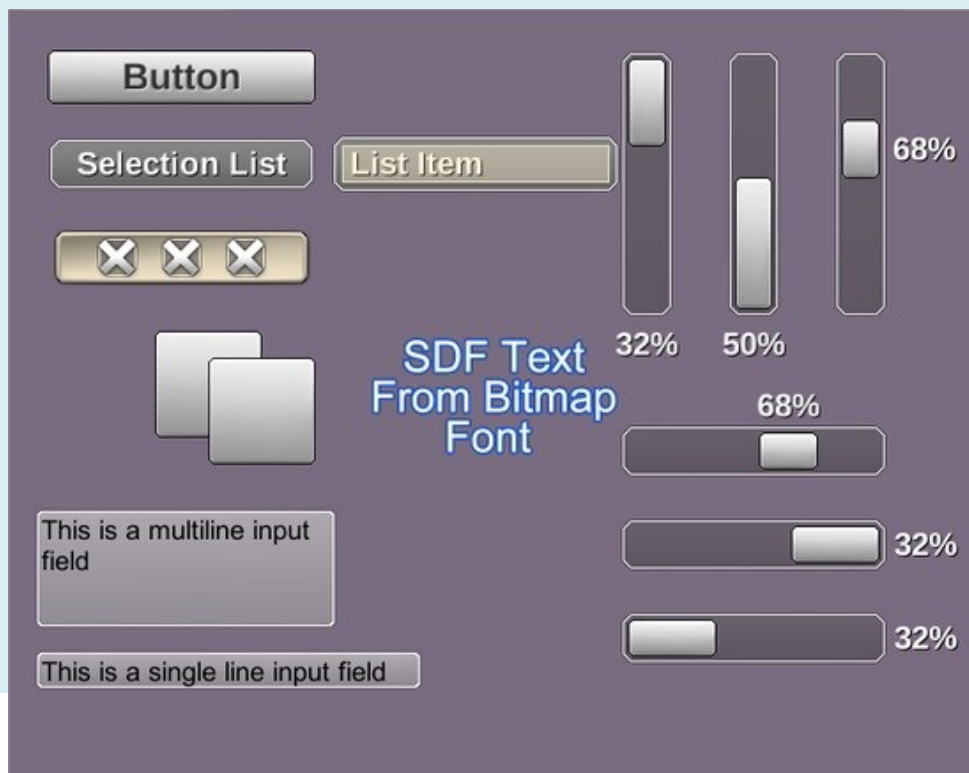 Button
Selection List
List Item
68%
32%
50%
SDF Text
From Bitmap
Font
68%
32%
32%
This is a multiline input
field
This is a single line input field